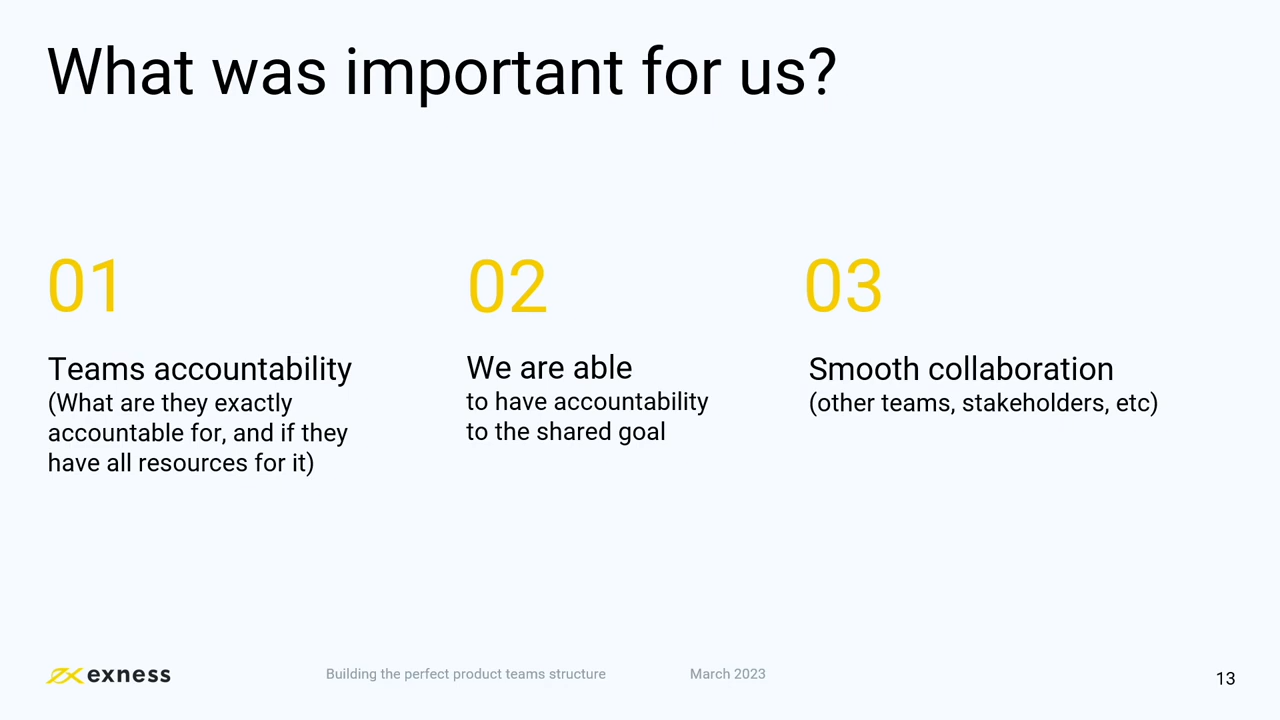 What was important for us?
01
Teams accountability
(What are they exactly
accountable for, and if they
have all resources for it)
02
We are able
to have accountability
to the shared goal
03
Smooth collaboration
(other teams, stakeholders, etc)
exness
Building the perfect product teams structure
March 2023
13